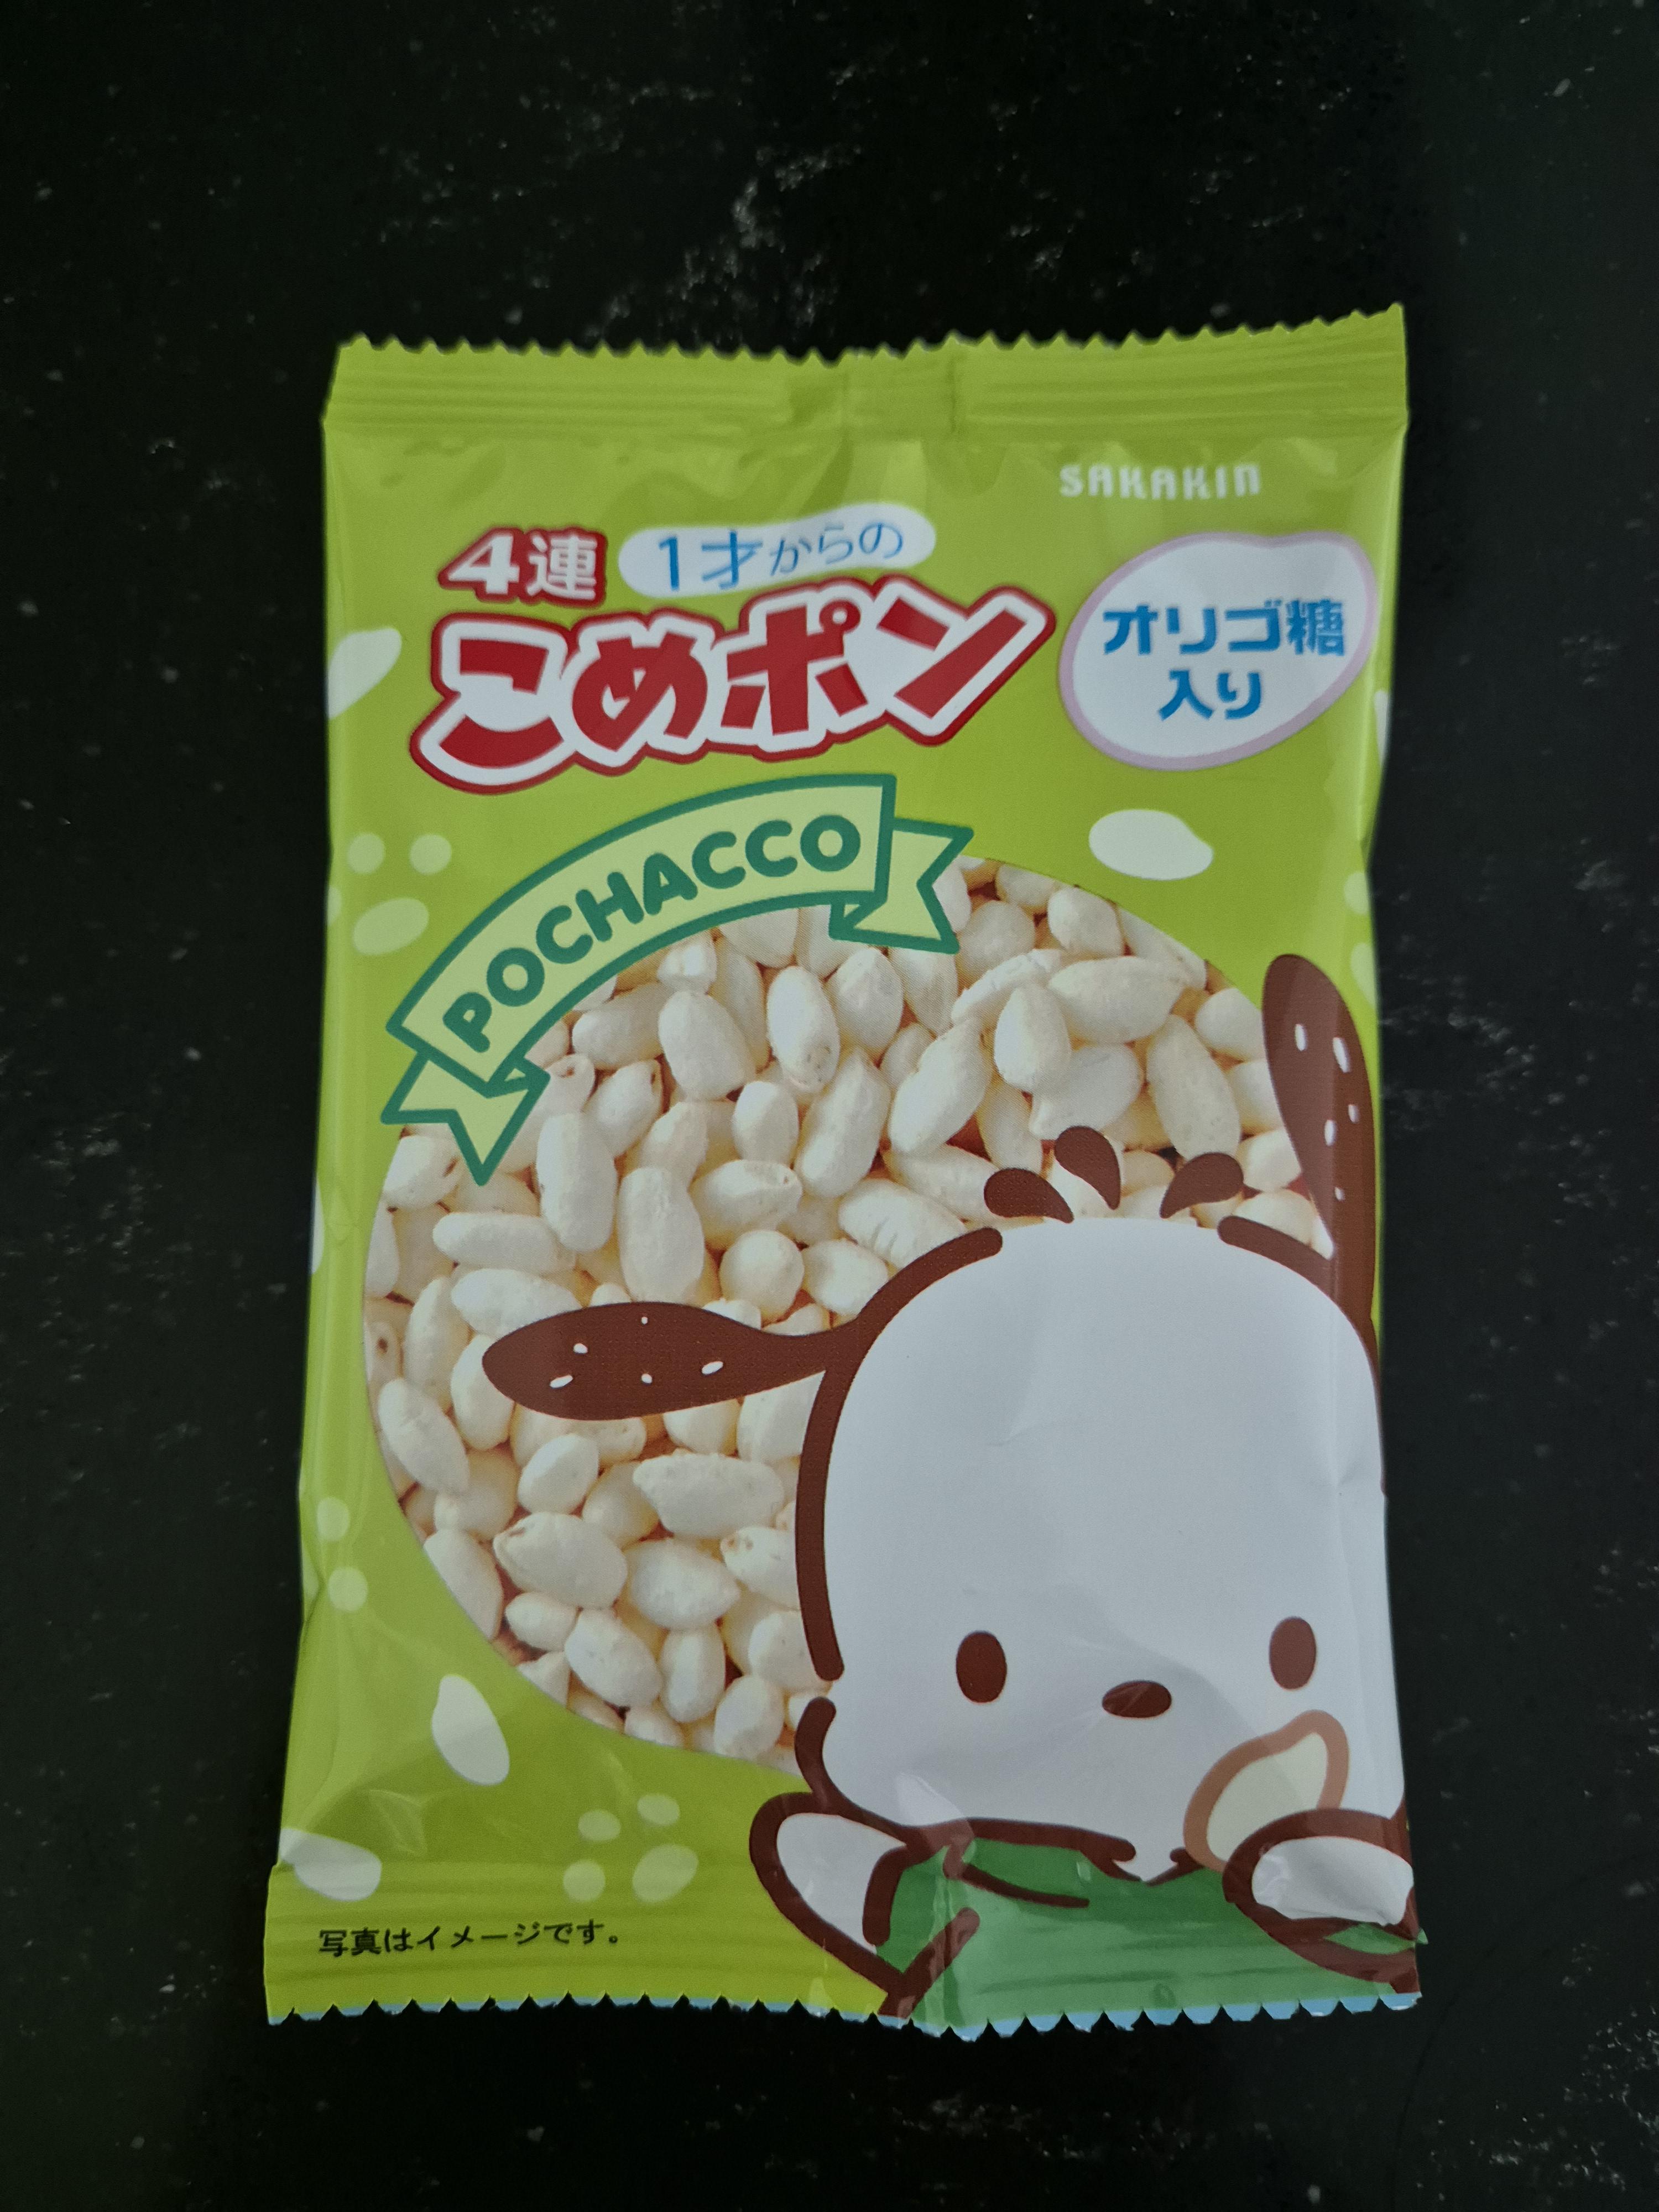 SAKAKIN
4連 1才からの
こめポン
オリゴ糖
入り
POCHACCO
写真はイメージです。